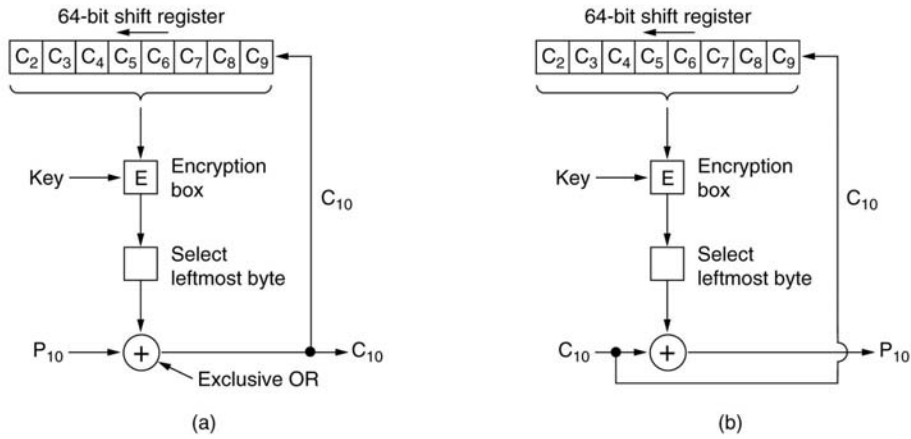 64-bit shift register
C2 C3 C4 C5 C6 C7 C8 C9
Key
E
Encryption
box
C10
Select
leftmost byte
P10
+
C10
Exclusive OR
(a)
64-bit shift register
C2 C3 C4 C5 C6 C7 C8 C9
Key
E
Encryption
box
C10
Select
leftmost byte
C10
+
P10
(b)